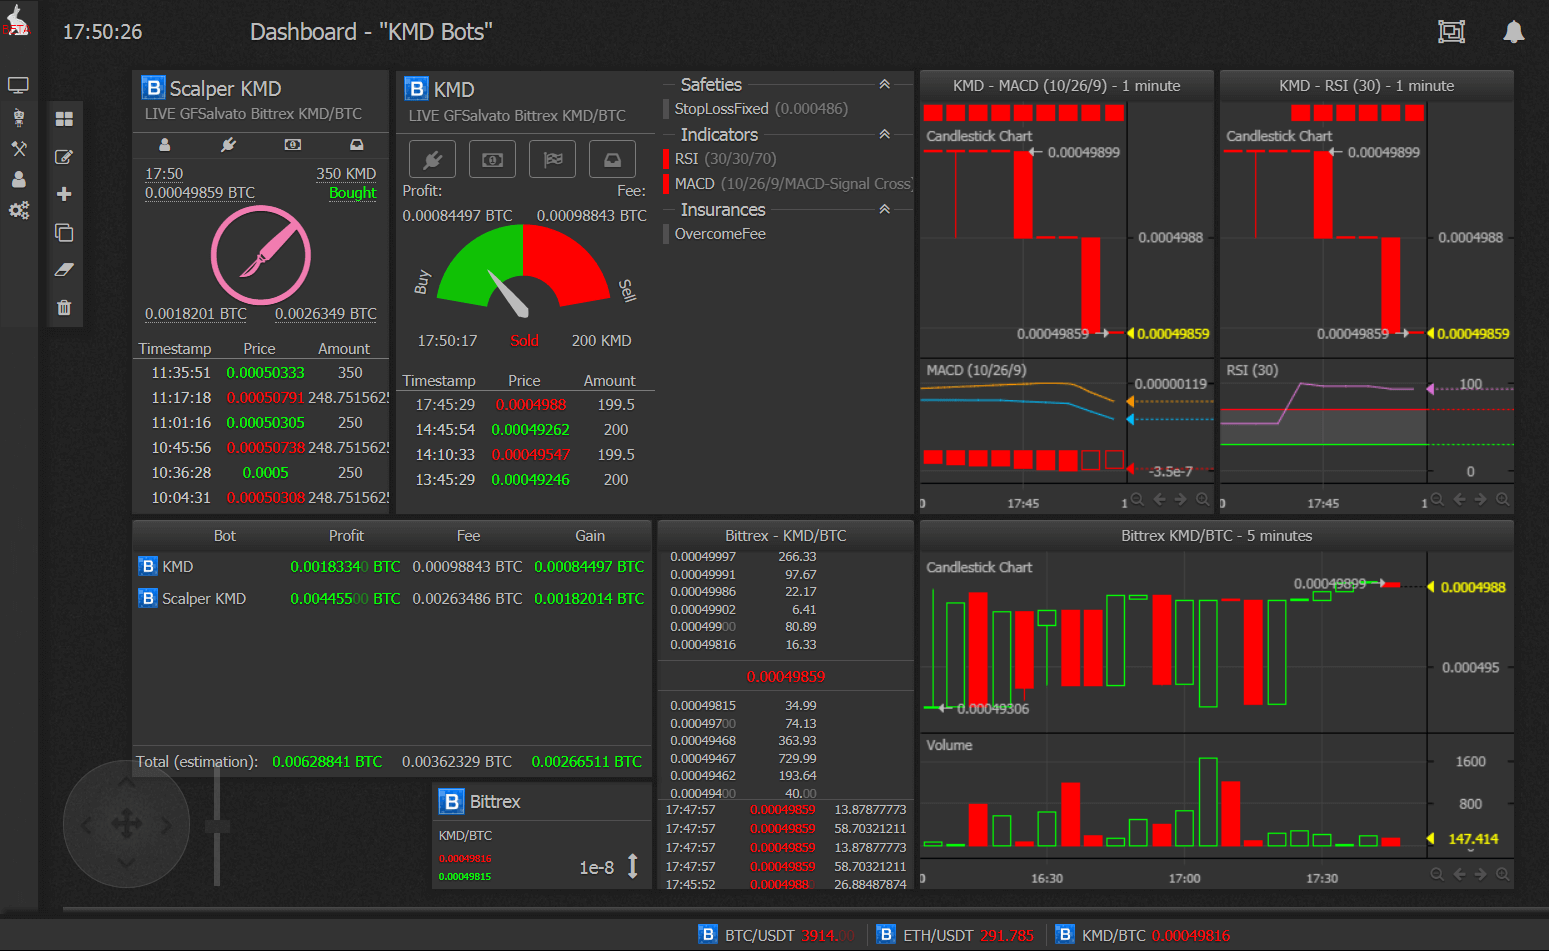 BETA
17:50:26
Dashboard - "KMD Bots"
B Scalper KMD
LIVE GFSalvato Bittrex KMD/BTC
17:50 350 KMD
0.00049859 BTC Bought
0.0018201 BTC 0.0026349 BTC
Timestamp Price Amount
11:35:51 0.00050333 350
11:17:18 0.00050791 248.7515625
11:01:16 0.00050305 250
10:45:56 0.00050738 248.7515625
10:36:28 0.0005 250
10:04:31 0.00050308 248.7515625
B KMD
LIVE GFSalvato Bittrex KMD/BTC
Profit: Fee:
0.00084497 BTC 0.00098843 BTC
Buy Sell
17:50:17 Sold 200 KMD
Timestamp Price Amount
17:45:29 0.0004988 199.5
14:45:54 0.00049262 200
14:10:33 0.00049547 199.5
13:45:29 0.00049246 200
Safeties
StopLossFixed (0.000486)
Indicators
RSI (30/30/70)
MACD (10/26/9/MACD-Signal Cross)
Insurances
OvercomeFee
KMD - MACD (10/26/9) - 1 minute
Candlestick Chart
0.00049899
0.0004988
0.00049859 0.00049859
MACD (10/26/9)
0.00000119
-3.5e-7
0 17:45 1
KMD - RSI (30) - 1 minute
Candlestick Chart
0.00049899
0.0004988
0.00049859 0.00049859
RSI (30)
100
0
0 17:45 1
Bot Profit Fee Gain
B KMD 0.00183340 BTC 0.00098843 BTC 0.00084497 BTC
B Scalper KMD 0.00445500 BTC 0.00263486 BTC 0.00182014 BTC
Total (estimation): 0.00628841 BTC 0.00362329 BTC 0.00266511 BTC
B Bittrex
KMD/BTC
0.00049816
0.00049815
1e-8
Bittrex - KMD/BTC
0.00049997 266.33
0.00049991 97.67
0.00049986 22.17
0.00049902 6.41
0.00049900 80.89
0.00049816 16.33
0.00049859
0.00049815 34.99
0.00049700 74.13
0.00049468 363.93
0.00049467 729.99
0.00049462 193.64
0.00049400 40.00
17:47:57 0.00049859 13.87877773
17:47:57 0.00049859 58.70321211
17:47:57 0.00049859 13.87877773
17:47:57 0.00049859 58.70321211
17:45:52 0.00049880 26.88487874
Bittrex KMD/BTC - 5 minutes
Candlestick Chart
0.00049899 0.0004988
0.000495
0.00049306
Volume
1600
800
147.414
0 16:30 17:00 17:30
B BTC/USDT 3914.00 B ETH/USDT 291.785 B KMD/BTC 0.00049816